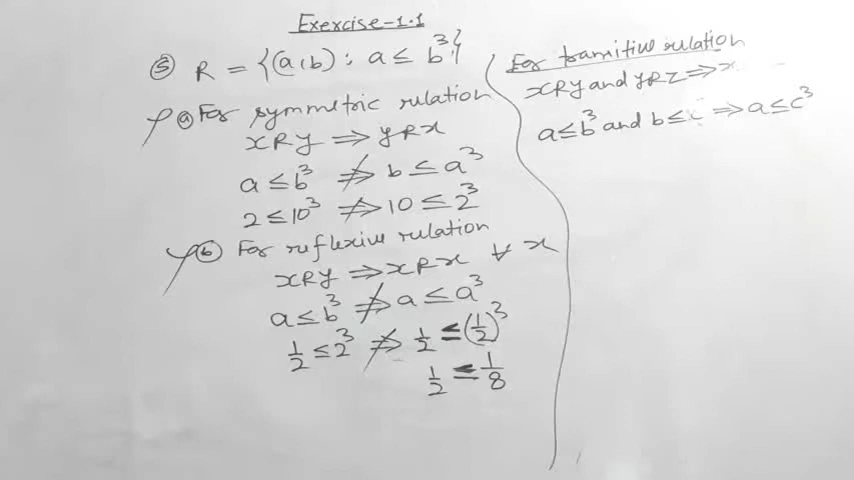 Exercise-1.1
⑤ R = {(a,b) : a ≤ b³}
ⓐ For symmetric relation
xRy ⇒ yRx
a ≤ b³ ⇏ b ≤ a³
2 ≤ 10³ ⇏ 10 ≤ 2³
ⓑ For reflexive relation
xRy ⇒ xRx ∀ x
a ≤ b³ ⇏ a ≤ a³
1/2 ≤ 2³ ⇏ 1/2 ≤ (1/2)³
1/2 ≤ 1/8
For transitive relation
xRy and yRz ⇒ x
a ≤ b³ and b ≤ c ⇒ a ≤ c³